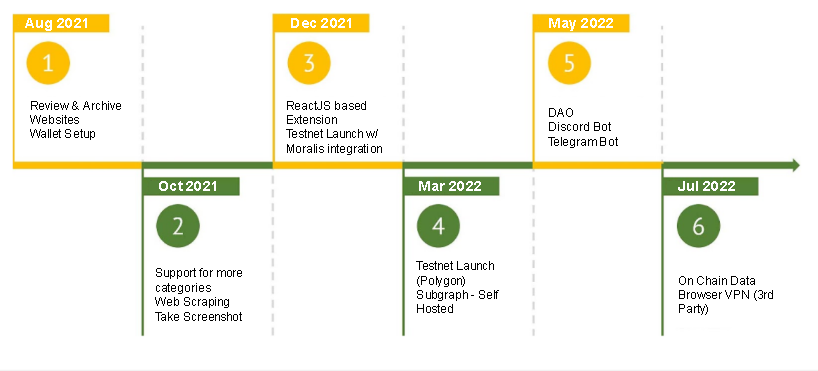 Aug 2021
1
Review & Archive
Websites
Wallet Setup
Oct 2021
2
Support for more
categories
Web Scraping
Take Screenshot
Dec 2021
3
ReactJS based
Extension
Testnet Launch w/
Moralis integration
Mar 2022
4
Testnet Launch
(Polygon)
Subgraph - Self
Hosted
May 2022
5
DAO
Discord Bot
Telegram Bot
Jul 2022
6
On Chain Data
Browser VPN (3rd
Party)